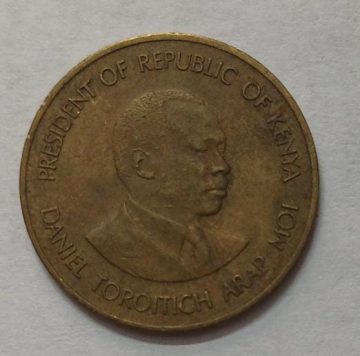 PRESIDENT OF REPUBLIC OF KENYA
DANIEL TOROITICH ARAP MOI